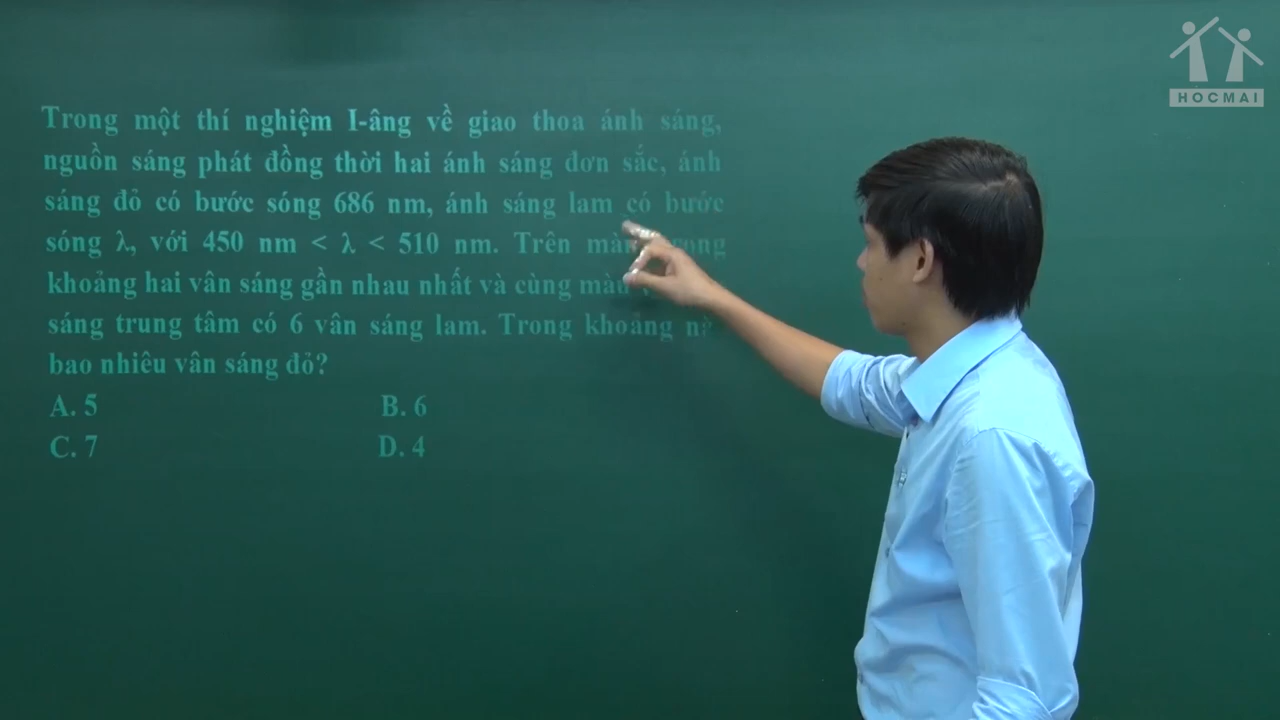 HOCMAI
Trong một thí nghiệm I-âng về giao thoa ánh sáng,
nguồn sáng phát đồng thời hai ánh sáng đơn sắc, ánh
sáng đỏ có bước sóng 686 nm, ánh sáng lam có bước
sóng λ, với 450 nm < λ < 510 nm. Trên màn, trong
khoảng hai vân sáng gần nhau nhất và cùng màu
sáng trung tâm có 6 vân sáng lam. Trong khoảng
bao nhiêu vân sáng đỏ?
A. 5 B. 6
C. 7 D. 4